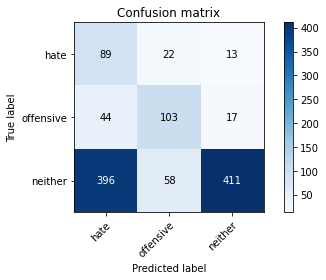 Confusion matrix
hate 89 22 13
offensive 44 103 17
neither 396 58 411
hate offensive neither
True label
Predicted label
400
350
300
250
200
150
100
50